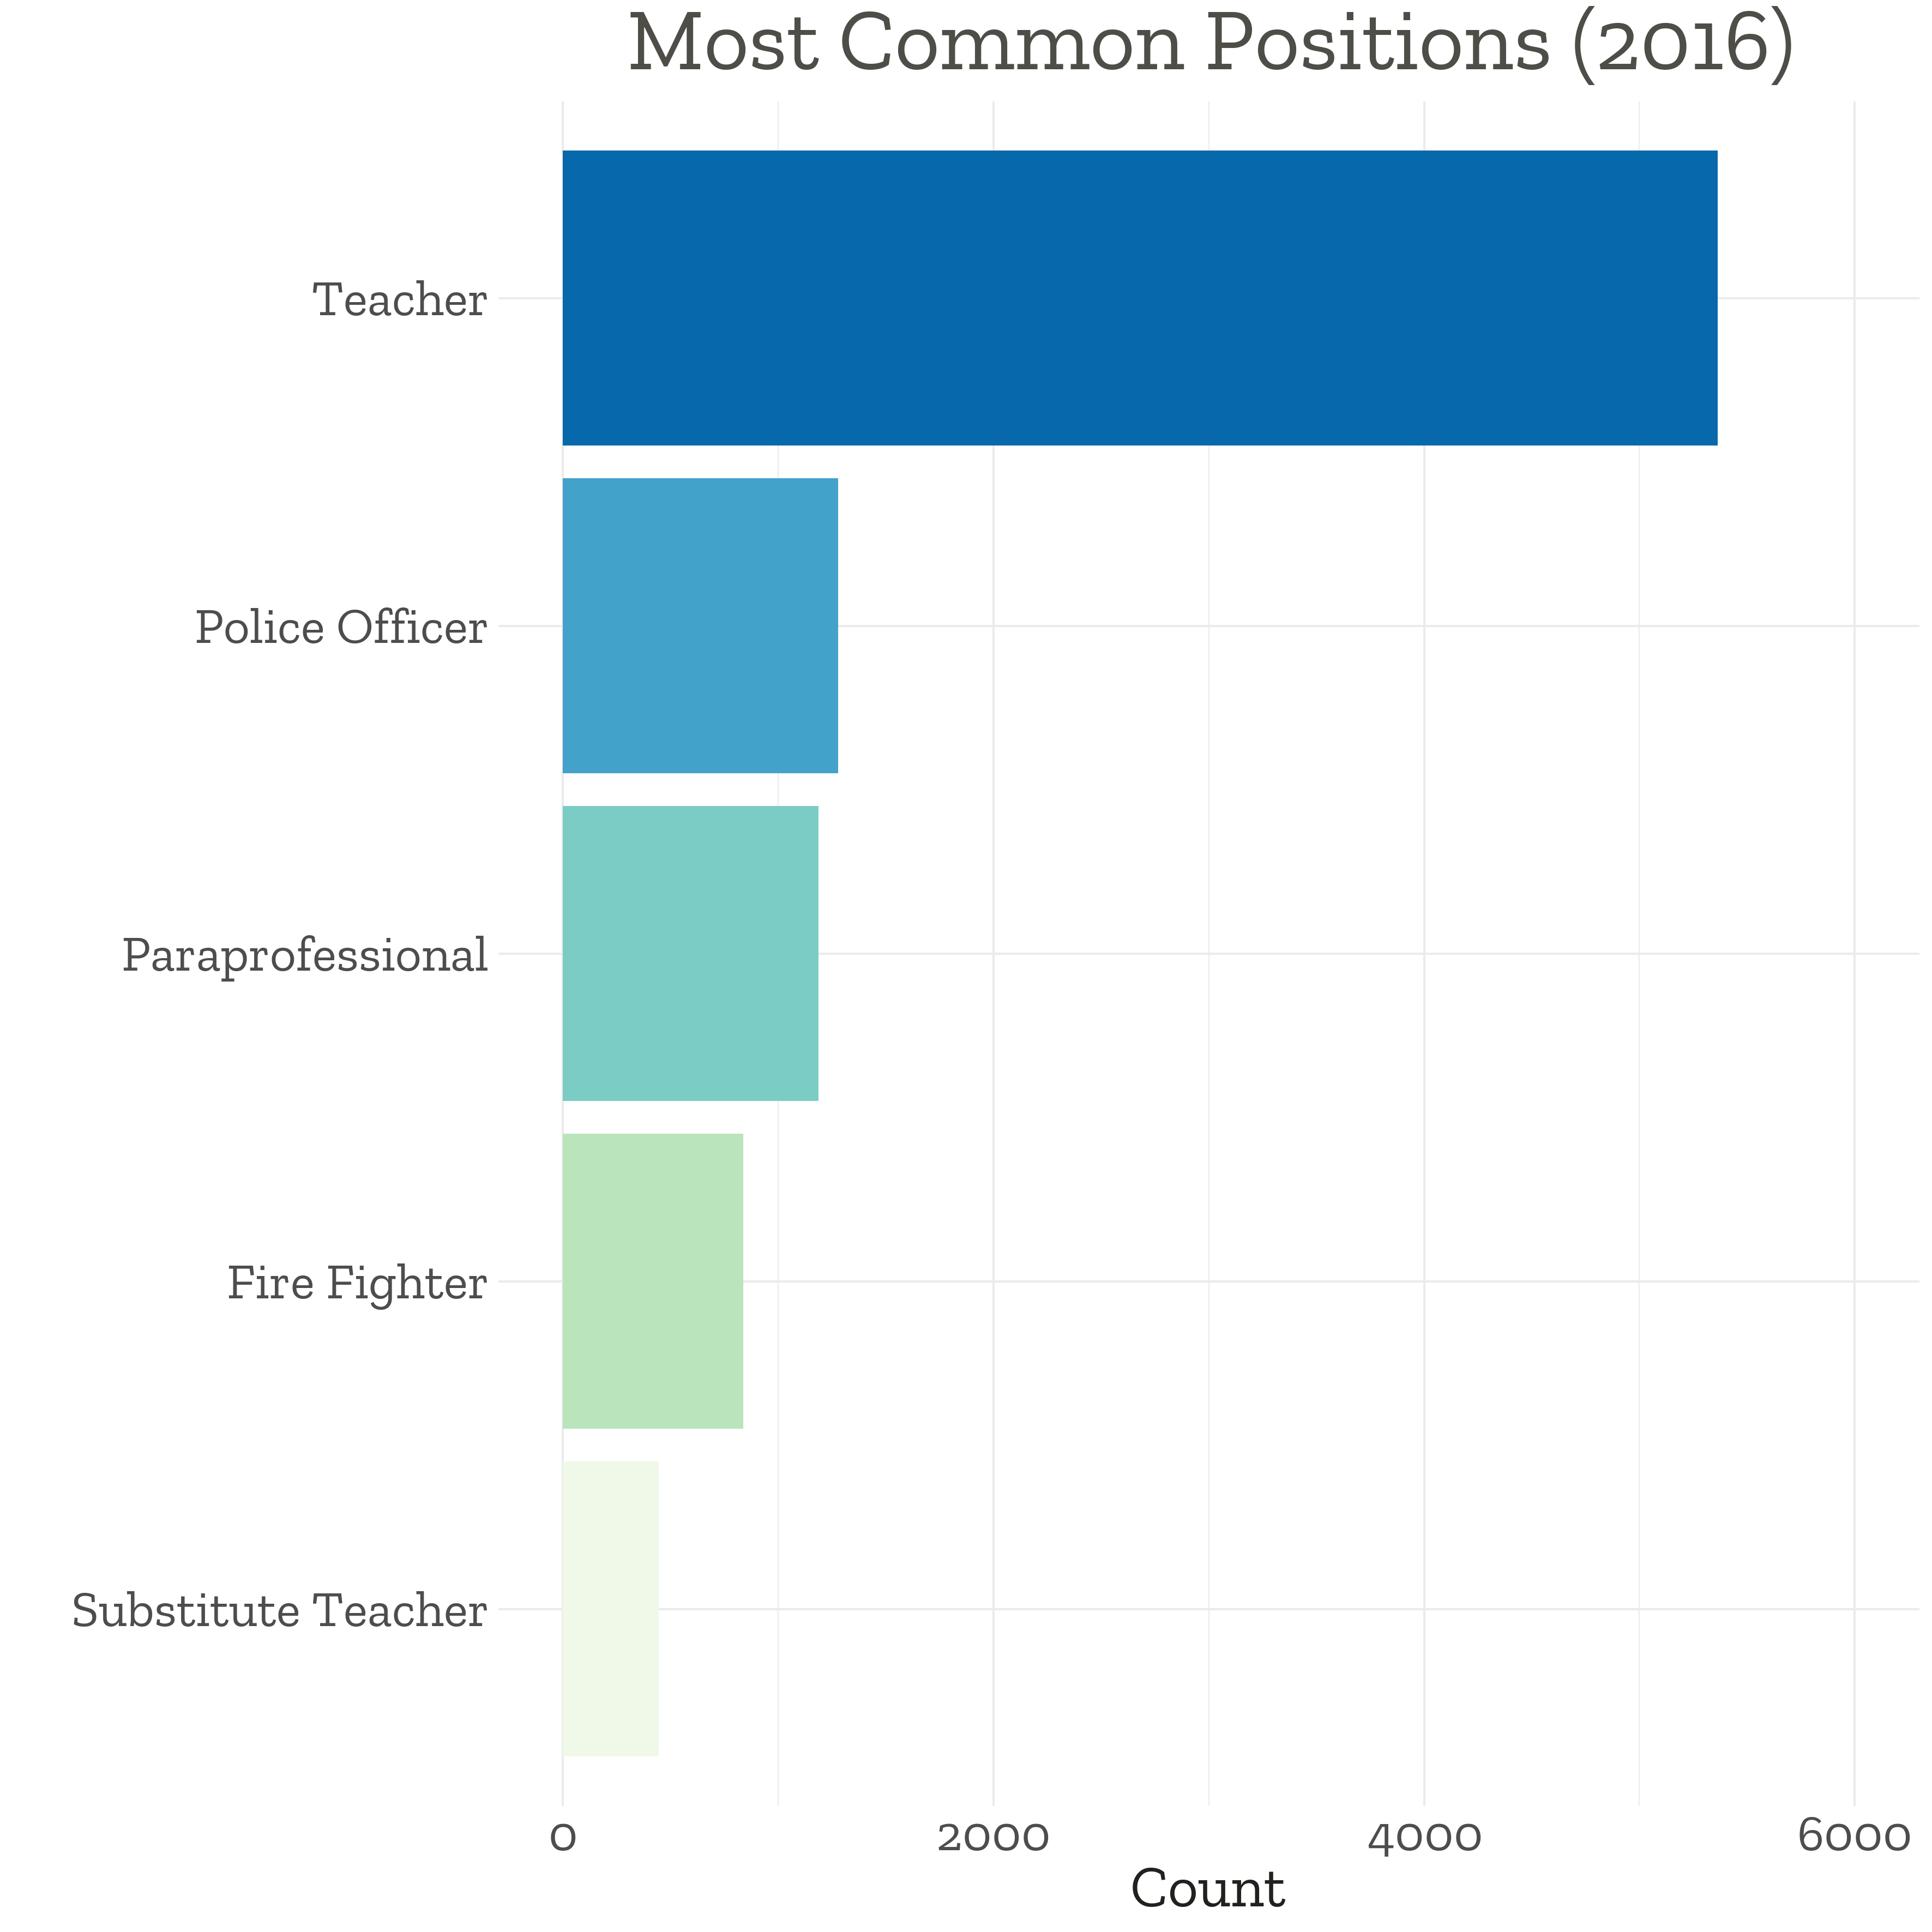 Most Common Positions (2016)
Teacher
Police Officer
Paraprofessional
Fire Fighter
Substitute Teacher
0 2000 4000 6000
Count